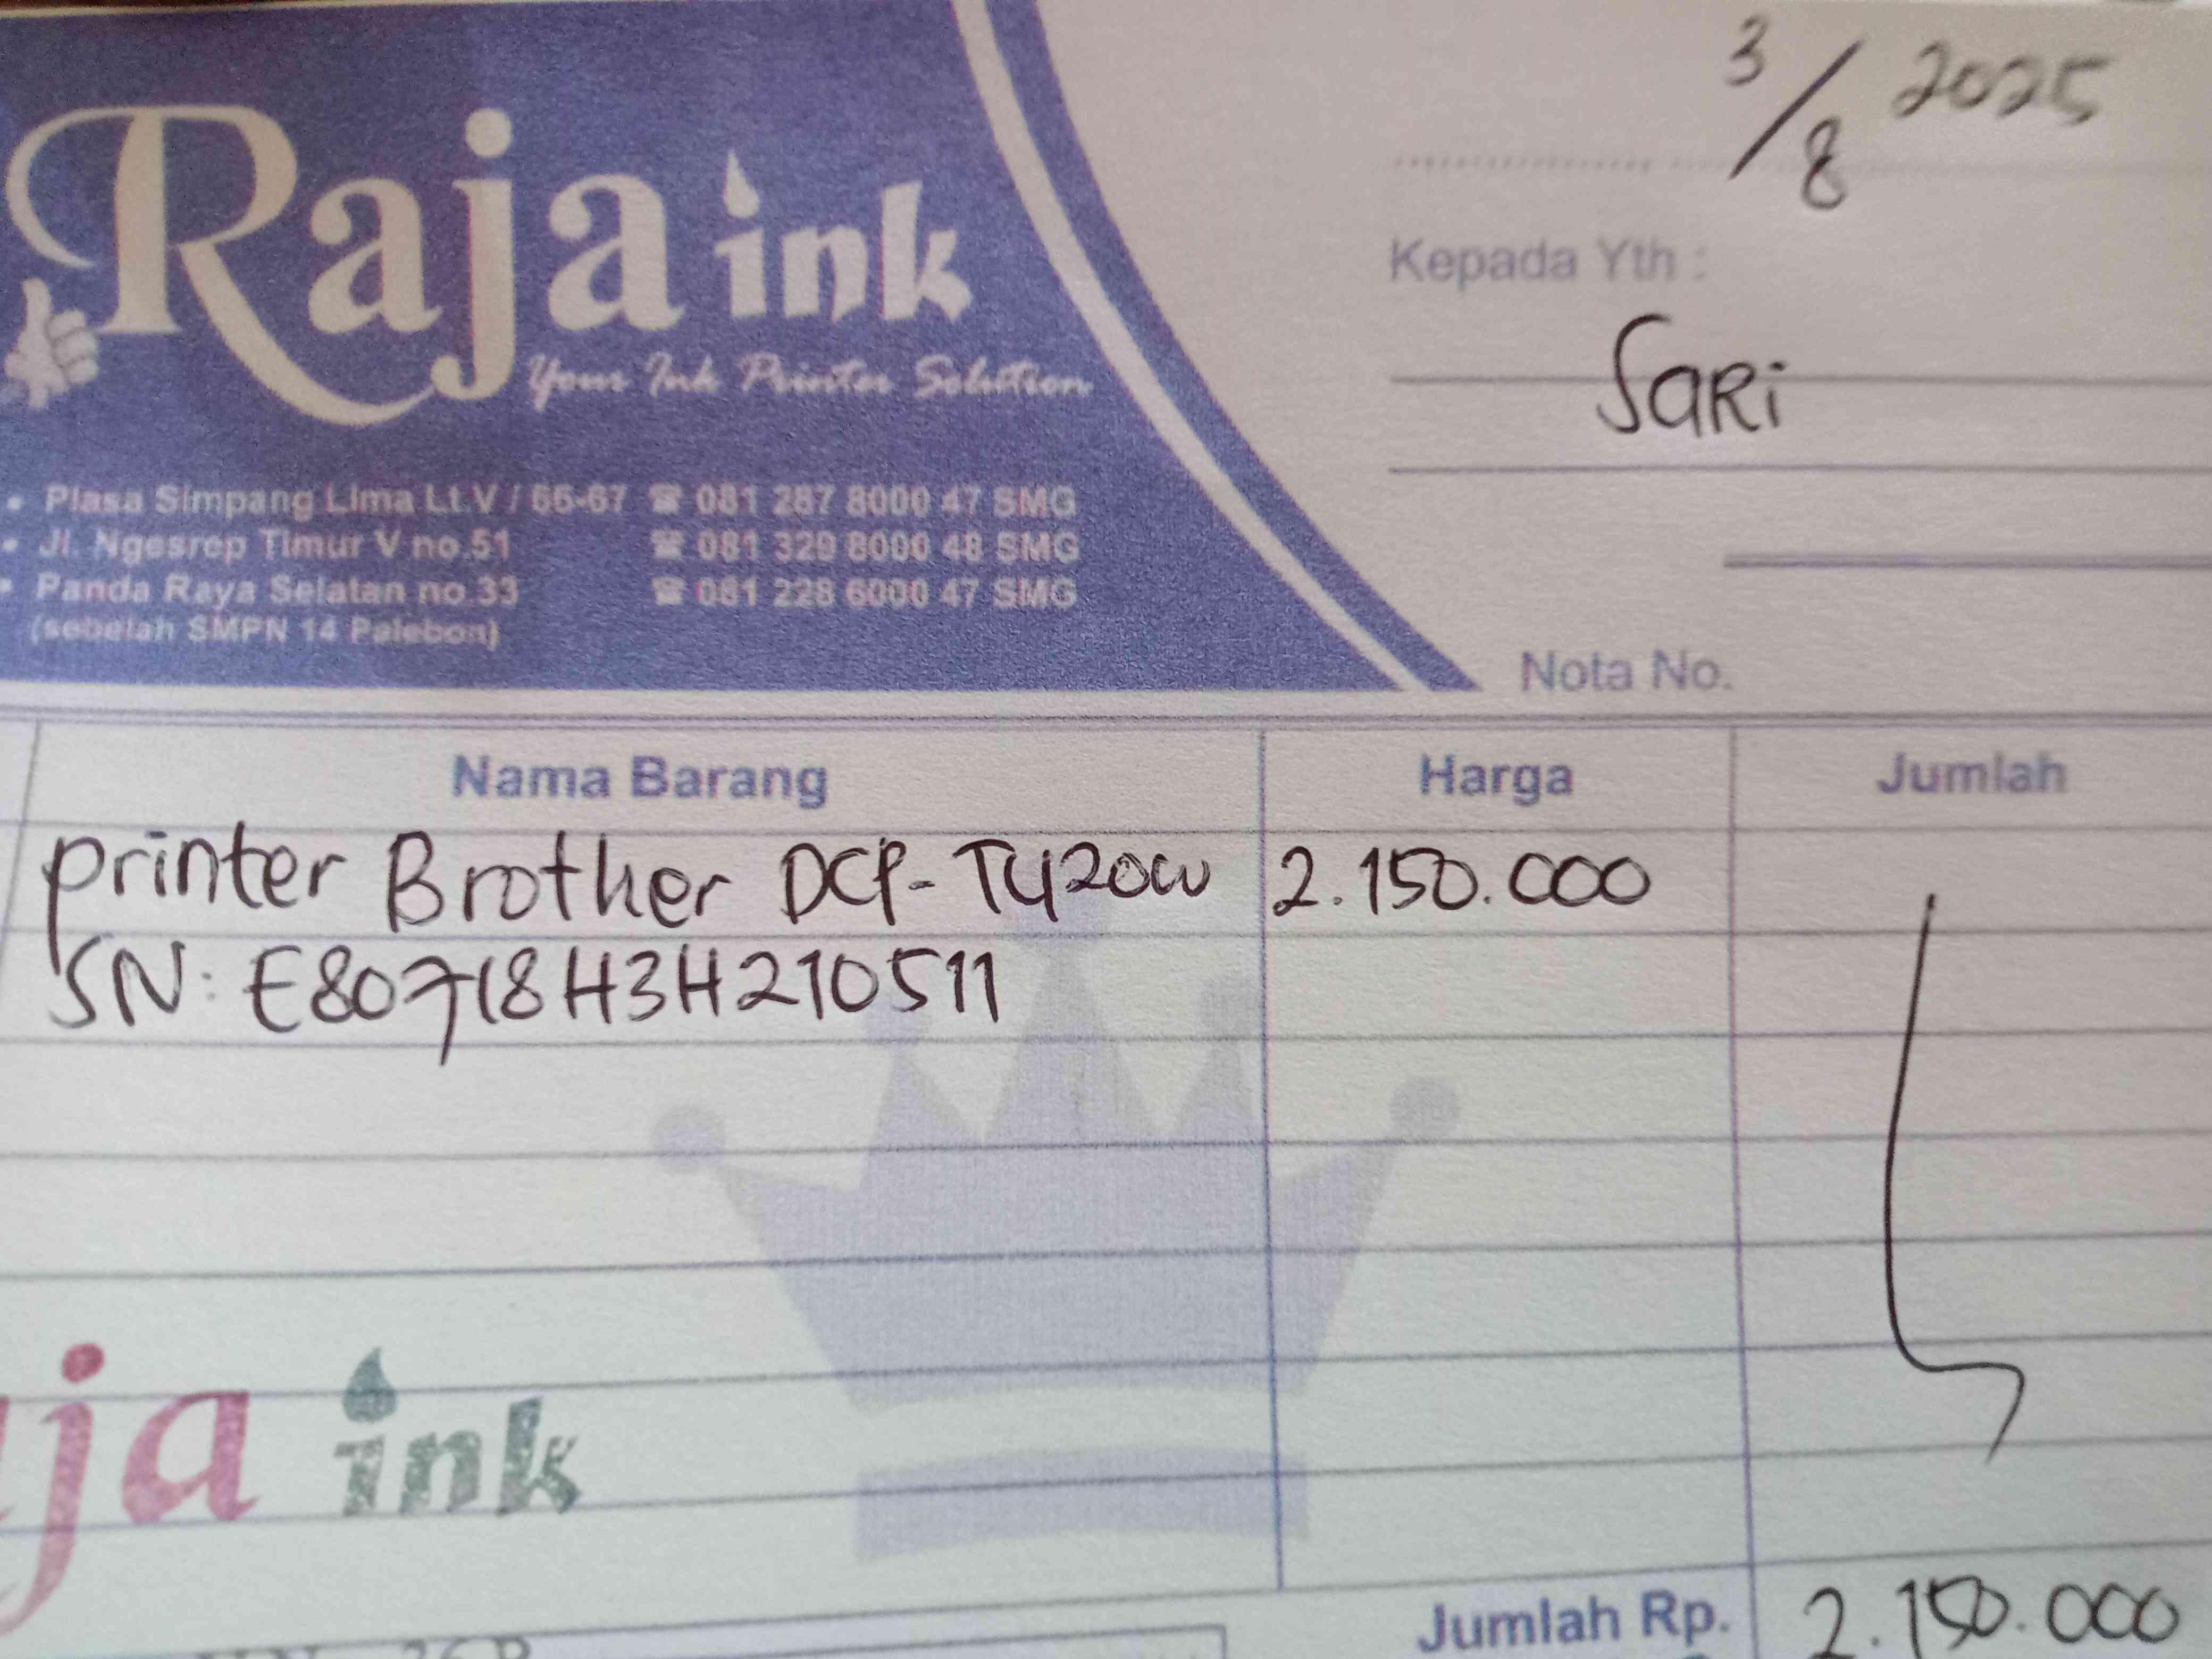 3/8 2025
Raja ink
Your Ink Printer Solution
Kepada Yth :
Sari
• Plasa Simpang Lima Lt.V / 65-67 ☎ 081 287 8000 47 SMG
• Jl. Ngesrep Timur V no.51 ☎ 081 329 8000 48 SMG
• Panda Raya Selatan no.33 ☎ 081 228 6000 47 SMG
(sebelah SMPN 14 Palebon)
Nota No.
Nama Barang Harga Jumlah
printer Brother DCP-T420W 2.150.000
SN: E80718H3H210511
ja ink
Jumlah Rp. 2.150.000